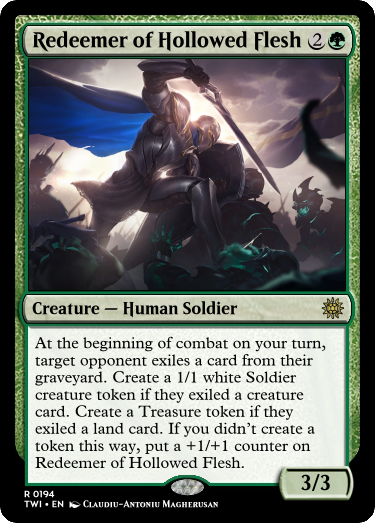 Redeemer of Hollowed Flesh 2
Creature — Human Soldier
At the beginning of combat on your turn,
target opponent exiles a card from their
graveyard. Create a 1/1 white Soldier
creature token if they exiled a creature
card. Create a Treasure token if they
exiled a land card. If you didn't create a
token this way, put a +1/+1 counter on
Redeemer of Hollowed Flesh.
3/3
R 0194
TWI • EN Claudiu-Antoniu Magherusan